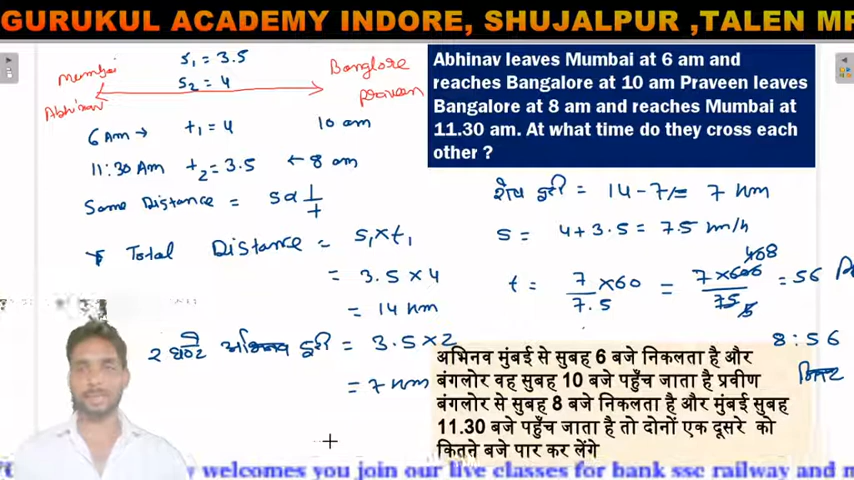 GURUKUL ACADEMY INDORE, SHUJALPUR ,TALEN MP
S₁ = 3.5
S₂ = 4
Mumbai
Banglore
Abhinav
Praveen
6 Am → t₁ = 4 10 am
11:30 Am t₂ = 3.5 ← 8 am
Same Distance = S α 1/t
Total Distance = S₁ × t₁
= 3.5 × 4
= 14 km
2 घण्टे अभिनव दूरी = 3.5 × 2
= 7 km
Abhinav leaves Mumbai at 6 am and
reaches Bangalore at 10 am Praveen leaves
Bangalore at 8 am and reaches Mumbai at
11.30 am. At what time do they cross each
other ?
शेष दूरी = 14 - 7 = 7 km
S = 4 + 3.5 = 7.5 km/h
t = 7/7.5 × 60 = 7 × 600/75 = 56
8:56
मिनट
अभिनव मुंबई से सुबह 6 बजे निकलता है और
बंगलोर वह सुबह 10 बजे पहुँच जाता है प्रवीण
बंगलोर से सुबह 8 बजे निकलता है और मुंबई सुबह
11.30 बजे पहुँच जाता है तो दोनों एक दूसरे को
कितने बजे पार कर लेंगे
welcomes you join our live classes for bank ssc railway and